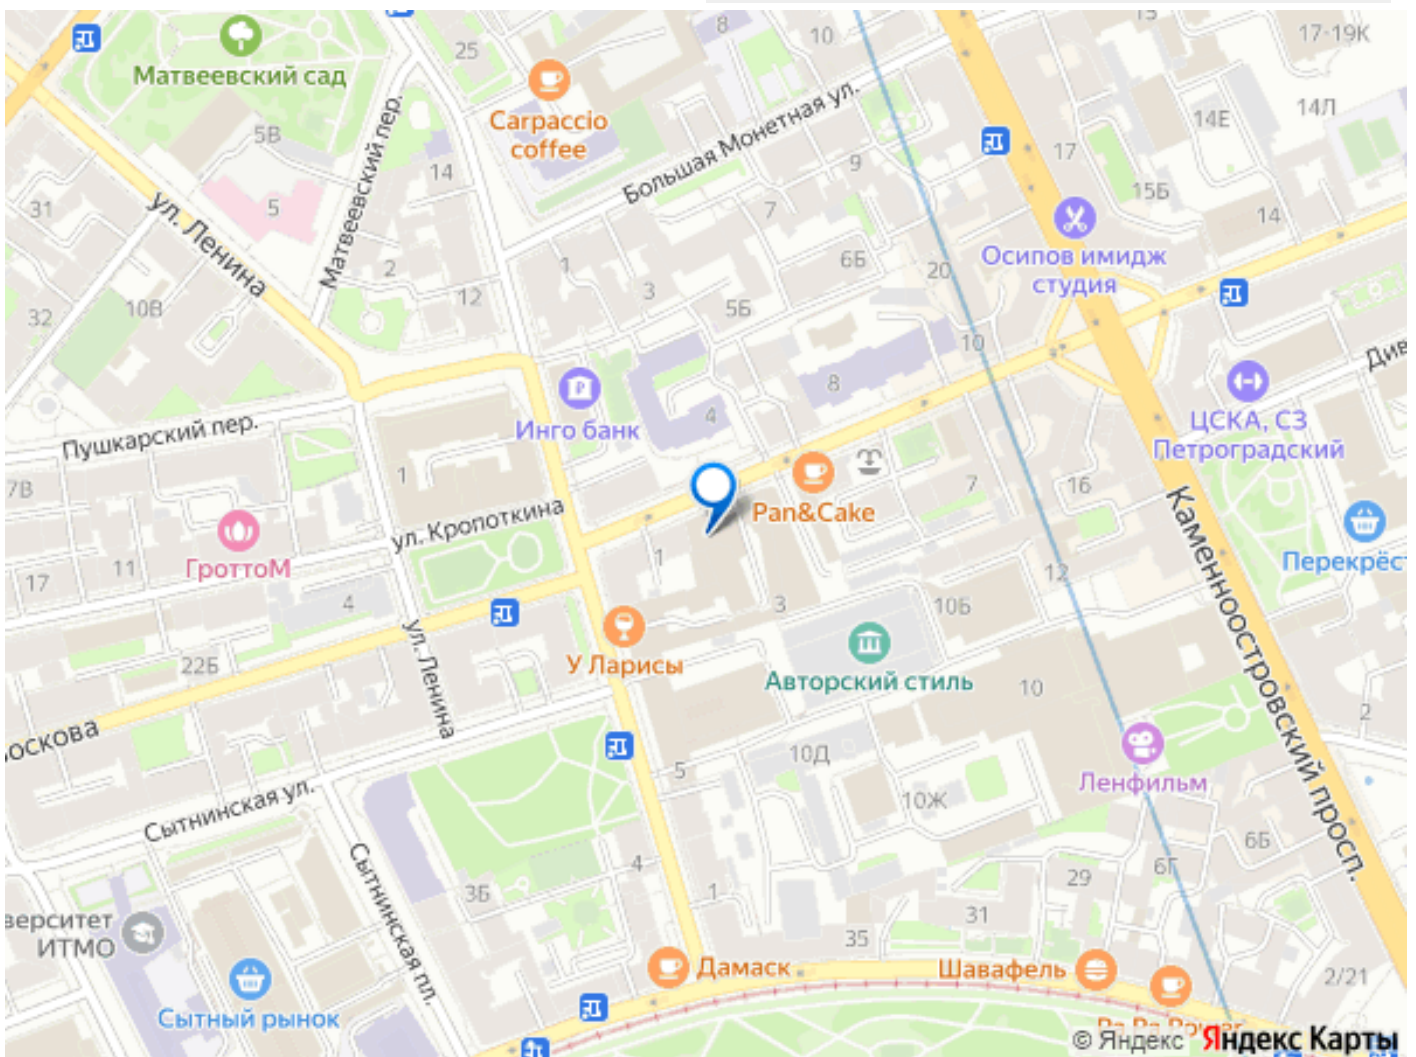 8
10
15
17-19К
25
Матвеевский сад
Carpaccio
coffee
Большая Монетная ул.
14Е
14Л
5В
Матвеевский пер.
14
9
17
15Б
31
5
ул. Ленина
7
14
2
1
6Б
20
Осипов имидж
студия
12
3
5Б
10В
32
10
Див
8
4
Инго банк
ЦСКА, СЗ
Петроградский
Пушкарский пер.
1
7В
7
16
Pan&Cake
ул. Кропоткина
Каменноостровский просп.
ГроттоМ
11
17
1
12
Перекрёст
4
3
10Б
У Ларисы
ул. Ленина
22Б
Авторский стиль
10
2
оскова
10Д
5
Ленфильм
Сытнинская ул.
10Ж
6Б
4
6Г
29
3Б
1
31
Сытнинская пл.
верситет
ИТМО
35
Дамаск
Шавафель
2/21
Сытный рынок
© Яндекс Яндекс Карты